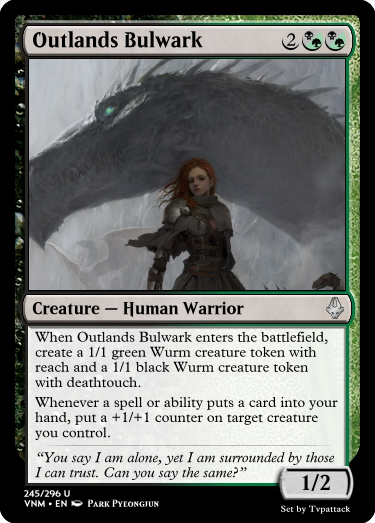 Outlands Bulwark 2
Creature — Human Warrior
When Outlands Bulwark enters the battlefield,
create a 1/1 green Wurm creature token with
reach and a 1/1 black Wurm creature token
with deathtouch.
Whenever a spell or ability puts a card into your
hand, put a +1/+1 counter on target creature
you control.
“You say I am alone, yet I am surrounded by those
I can trust. Can you say the same?”
1/2
245/296 U
VNM • EN Park Pyeongjun
Set by Tvpattack